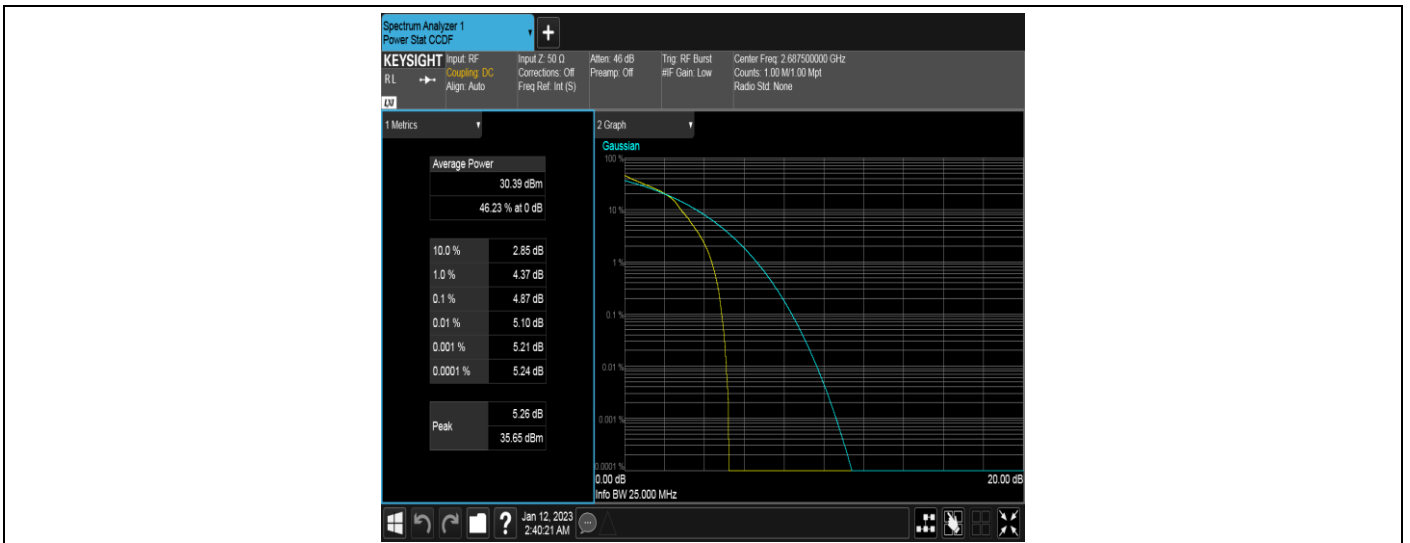 Spectrum Analyzer 1
Power Stat CCDF
KEYSIGHT
RL
LXI
Input: RF
Coupling: DC
Align: Auto
Input Z: 50 Ω
Corrections: Off
Freq Ref: Int (S)
Atten: 46 dB
Preamp: Off
Trig: RF Burst
#IF Gain: Low
Center Freq: 2.687500000 GHz
Counts: 1.00 M/1.00 Mpt
Radio Std: None
1 Metrics
Average Power
30.39 dBm
46.23 % at 0 dB
10.0 % 2.85 dB
1.0 % 4.37 dB
0.1 % 4.87 dB
0.01 % 5.10 dB
0.001 % 5.21 dB
0.0001 % 5.24 dB
Peak
5.26 dB
35.65 dBm
2 Graph
Gaussian
100 %
10 %
1 %
0.1 %
0.01 %
0.001 %
0.0001 %
0.00 dB 20.00 dB
Info BW 25.000 MHz
?
Jan 12, 2023
2:40:21 AM